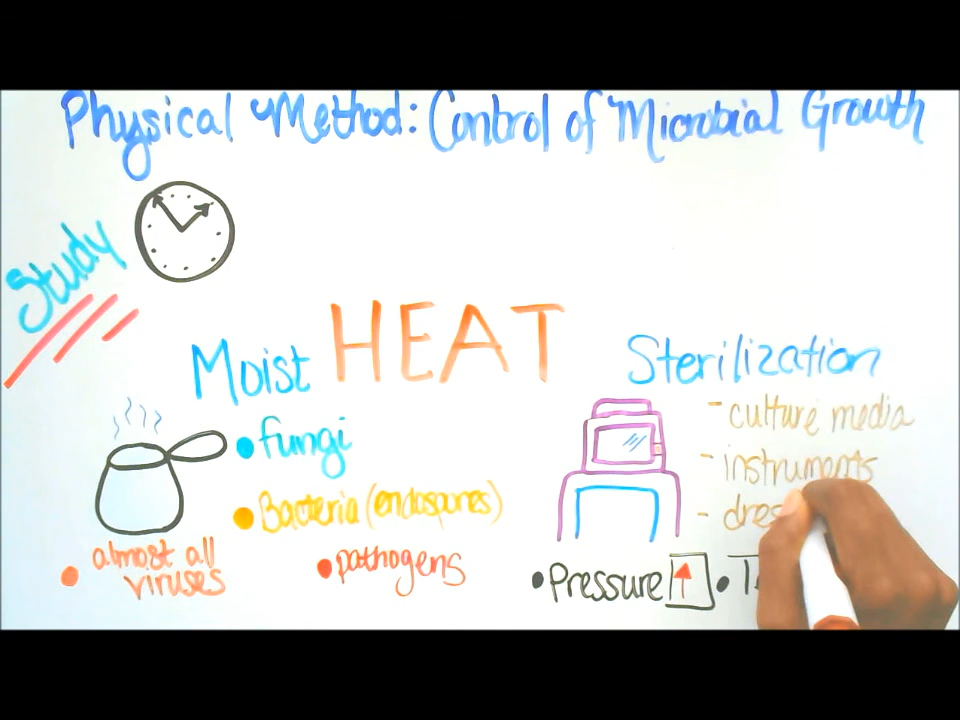 Physical Method: Control of Microbial Growth
Study
HEAT
Moist
Sterilization
- culture media
- instruments
- dres
• fungi
• Bacteria (endospores)
• almost all
viruses
• pathogens
• Pressure ↑
• T